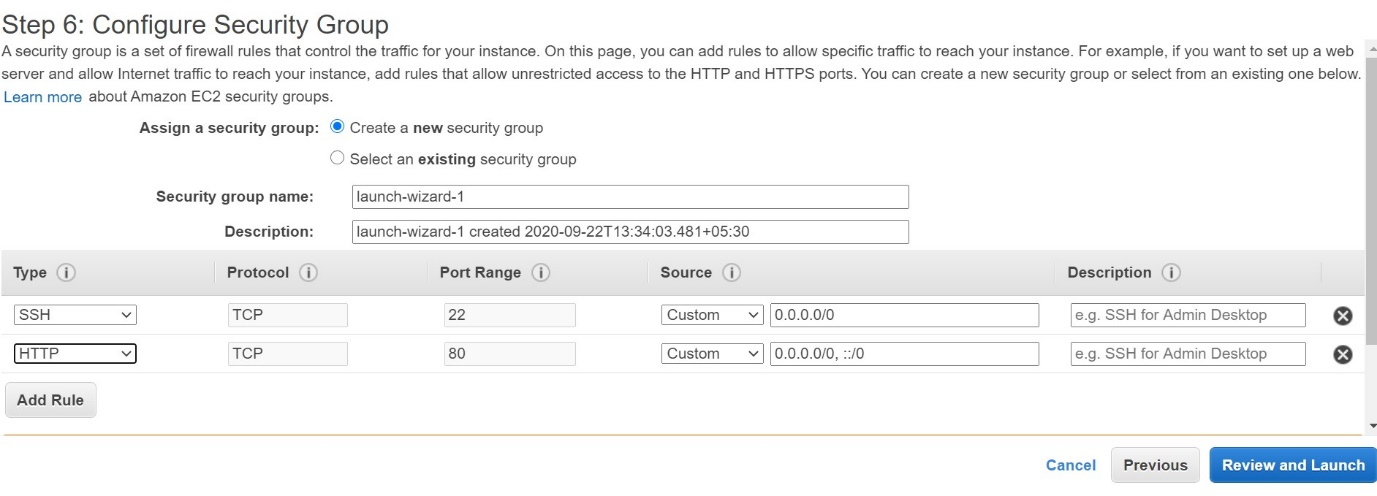 Step 6: Configure Security Group
A security group is a set of firewall rules that control the traffic for your instance. On this page, you can add rules to allow specific traffic to reach your instance. For example, if you want to set up a web
server and allow Internet traffic to reach your instance, add rules that allow unrestricted access to the HTTP and HTTPS ports. You can create a new security group or select from an existing one below.
Learn more about Amazon EC2 security groups.
Assign a security group: Create a new security group
Select an existing security group
Security group name: launch-wizard-1
Description: launch-wizard-1 created 2020-09-22T13:34:03.481+05:30
Type i Protocol i Port Range i Source i Description i
SSH TCP 22 Custom 0.0.0.0/0 e.g. SSH for Admin Desktop
HTTP TCP 80 Custom 0.0.0.0/0, ::/0 e.g. SSH for Admin Desktop
Add Rule
Cancel Previous Review and Launch